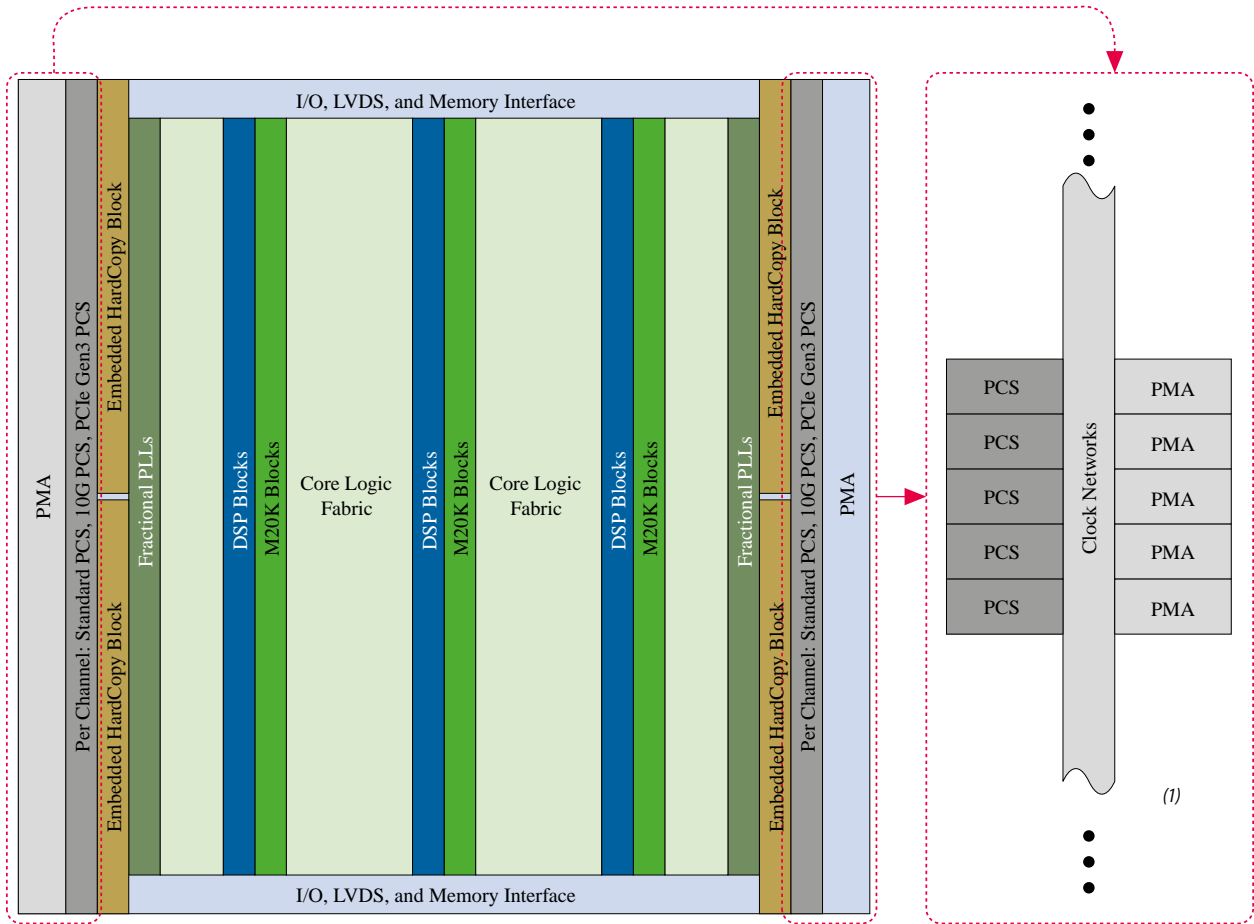 I/O, LVDS, and Memory Interface
PMA
Per Channel: Standard PCS, 10G PCS, PCIe Gen3 PCS
Embedded HardCopy Block
Embedded HardCopy Block
Fractional PLLs
DSP Blocks
M20K Blocks
Core Logic
Fabric
DSP Blocks
M20K Blocks
Core Logic
Fabric
DSP Blocks
M20K Blocks
Fractional PLLs
Embedded HardCopy Block
Embedded HardCopy Block
Per Channel: Standard PCS, 10G PCS, PCIe Gen3 PCS
PMA
I/O, LVDS, and Memory Interface
PCS
PCS
PCS
PCS
PCS
Clock Networks
PMA
PMA
PMA
PMA
PMA
(1)